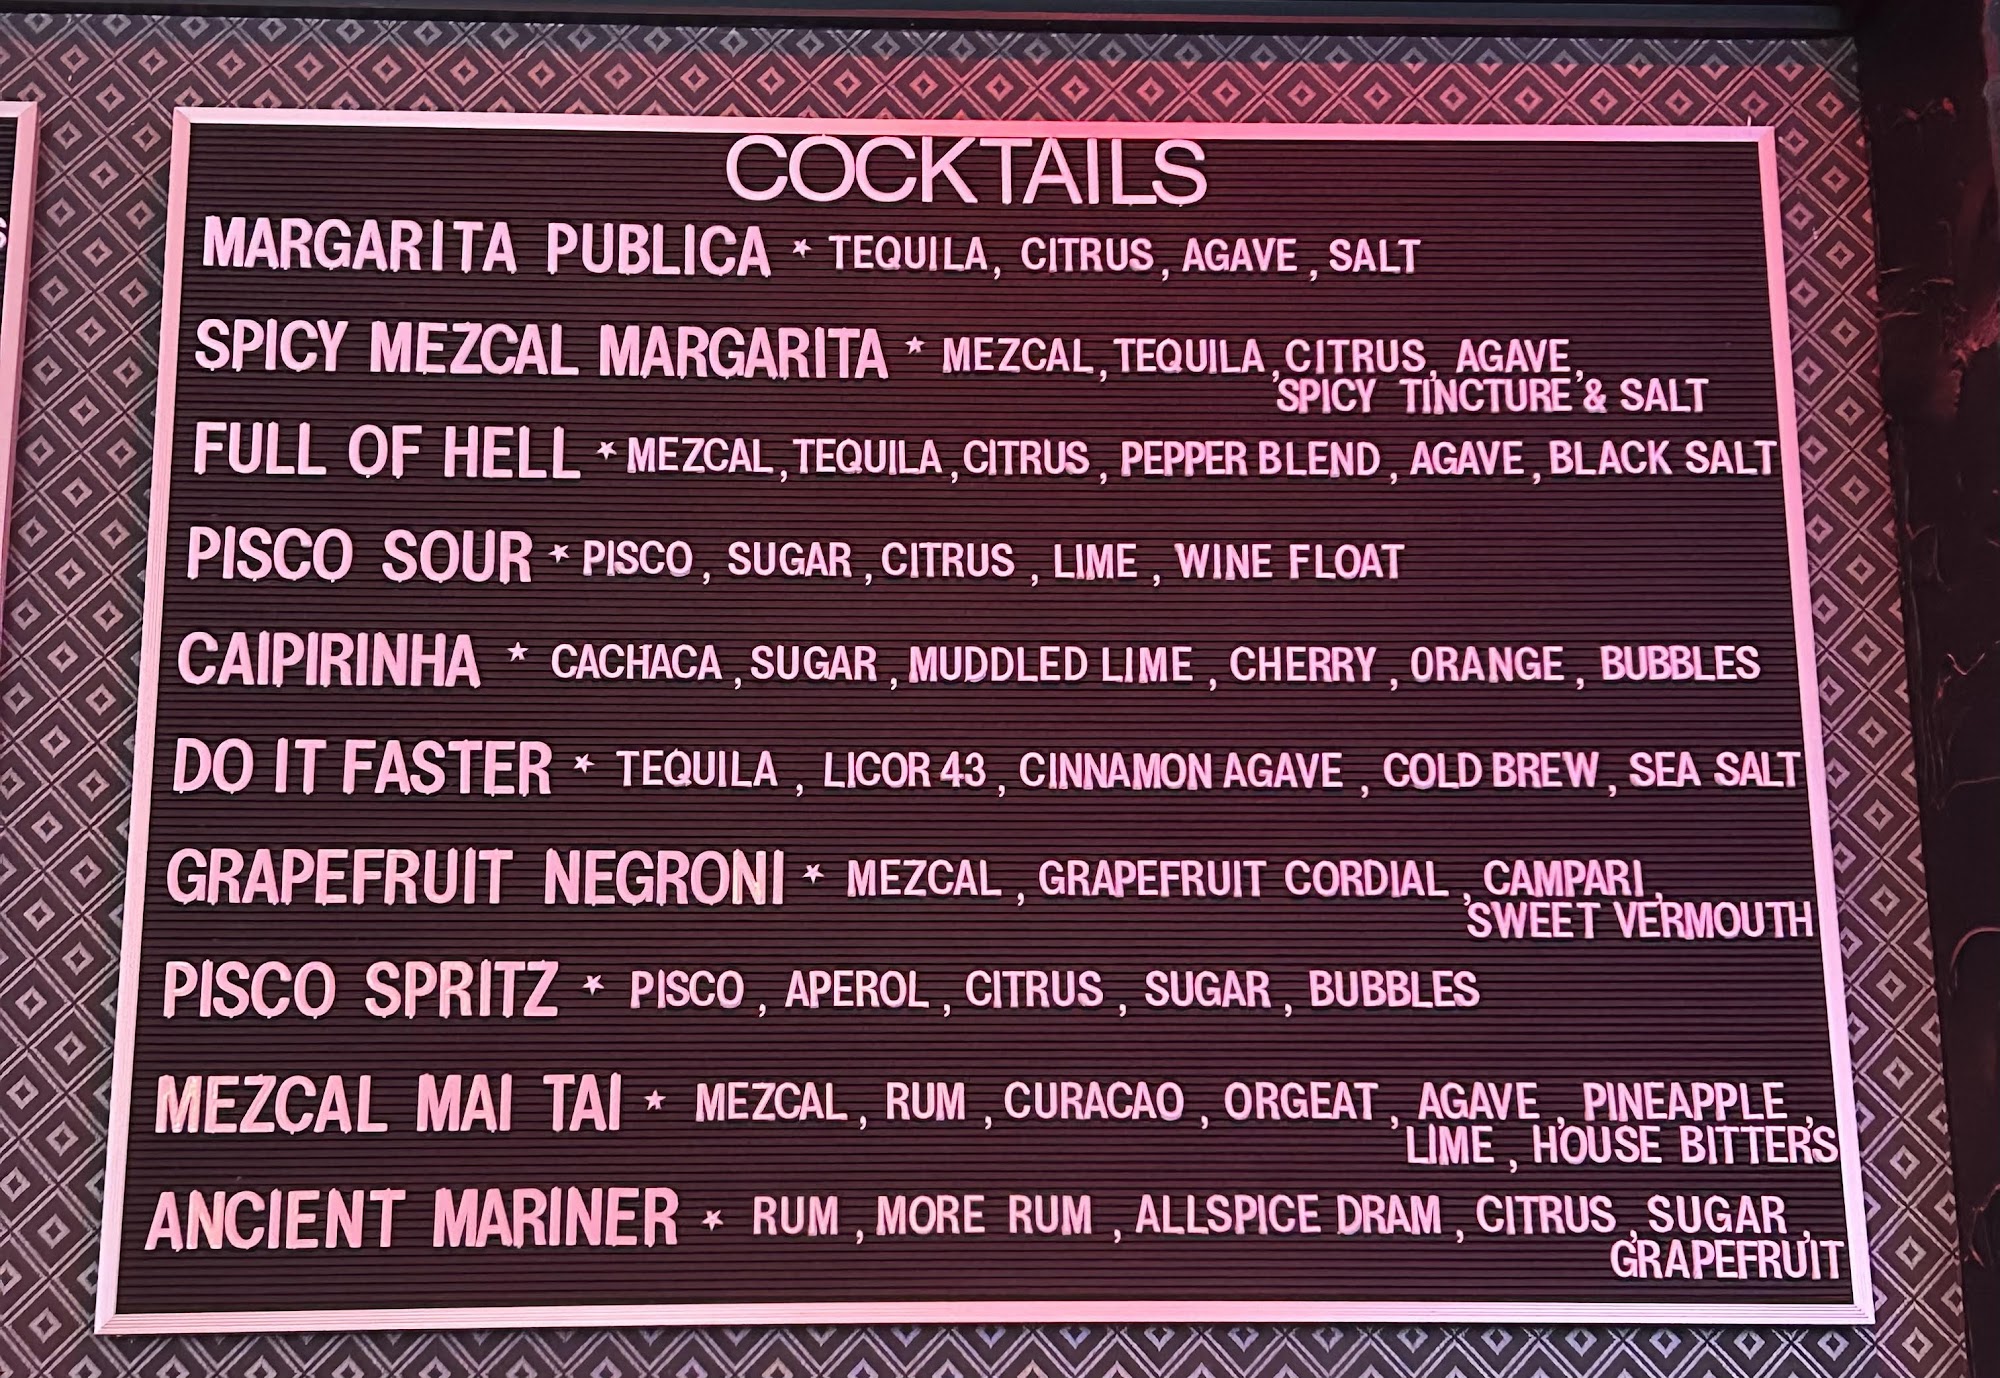 COCKTAILS
MARGARITA PUBLICA * TEQUILA, CITRUS, AGAVE, SALT
SPICY MEZCAL MARGARITA * MEZCAL, TEQUILA, CITRUS, AGAVE,
SPICY TINCTURE & SALT
FULL OF HELL * MEZCAL, TEQUILA, CITRUS, PEPPER BLEND, AGAVE, BLACK SALT
PISCO SOUR * PISCO, SUGAR, CITRUS, LIME, WINE FLOAT
CAIPIRINHA * CACHACA, SUGAR, MUDDLED LIME, CHERRY, ORANGE, BUBBLES
DO IT FASTER * TEQUILA, LICOR 43, CINNAMON AGAVE, COLD BREW, SEA SALT
GRAPEFRUIT NEGRONI * MEZCAL, GRAPEFRUIT CORDIAL, CAMPARI,
SWEET VERMOUTH
PISCO SPRITZ * PISCO, APEROL, CITRUS, SUGAR, BUBBLES
MEZCAL MAI TAI * MEZCAL, RUM, CURACAO, ORGEAT, AGAVE, PINEAPPLE,
LIME, HOUSE BITTERS
ANCIENT MARINER * RUM, MORE RUM, ALLSPICE DRAM, CITRUS, SUGAR,
GRAPEFRUIT